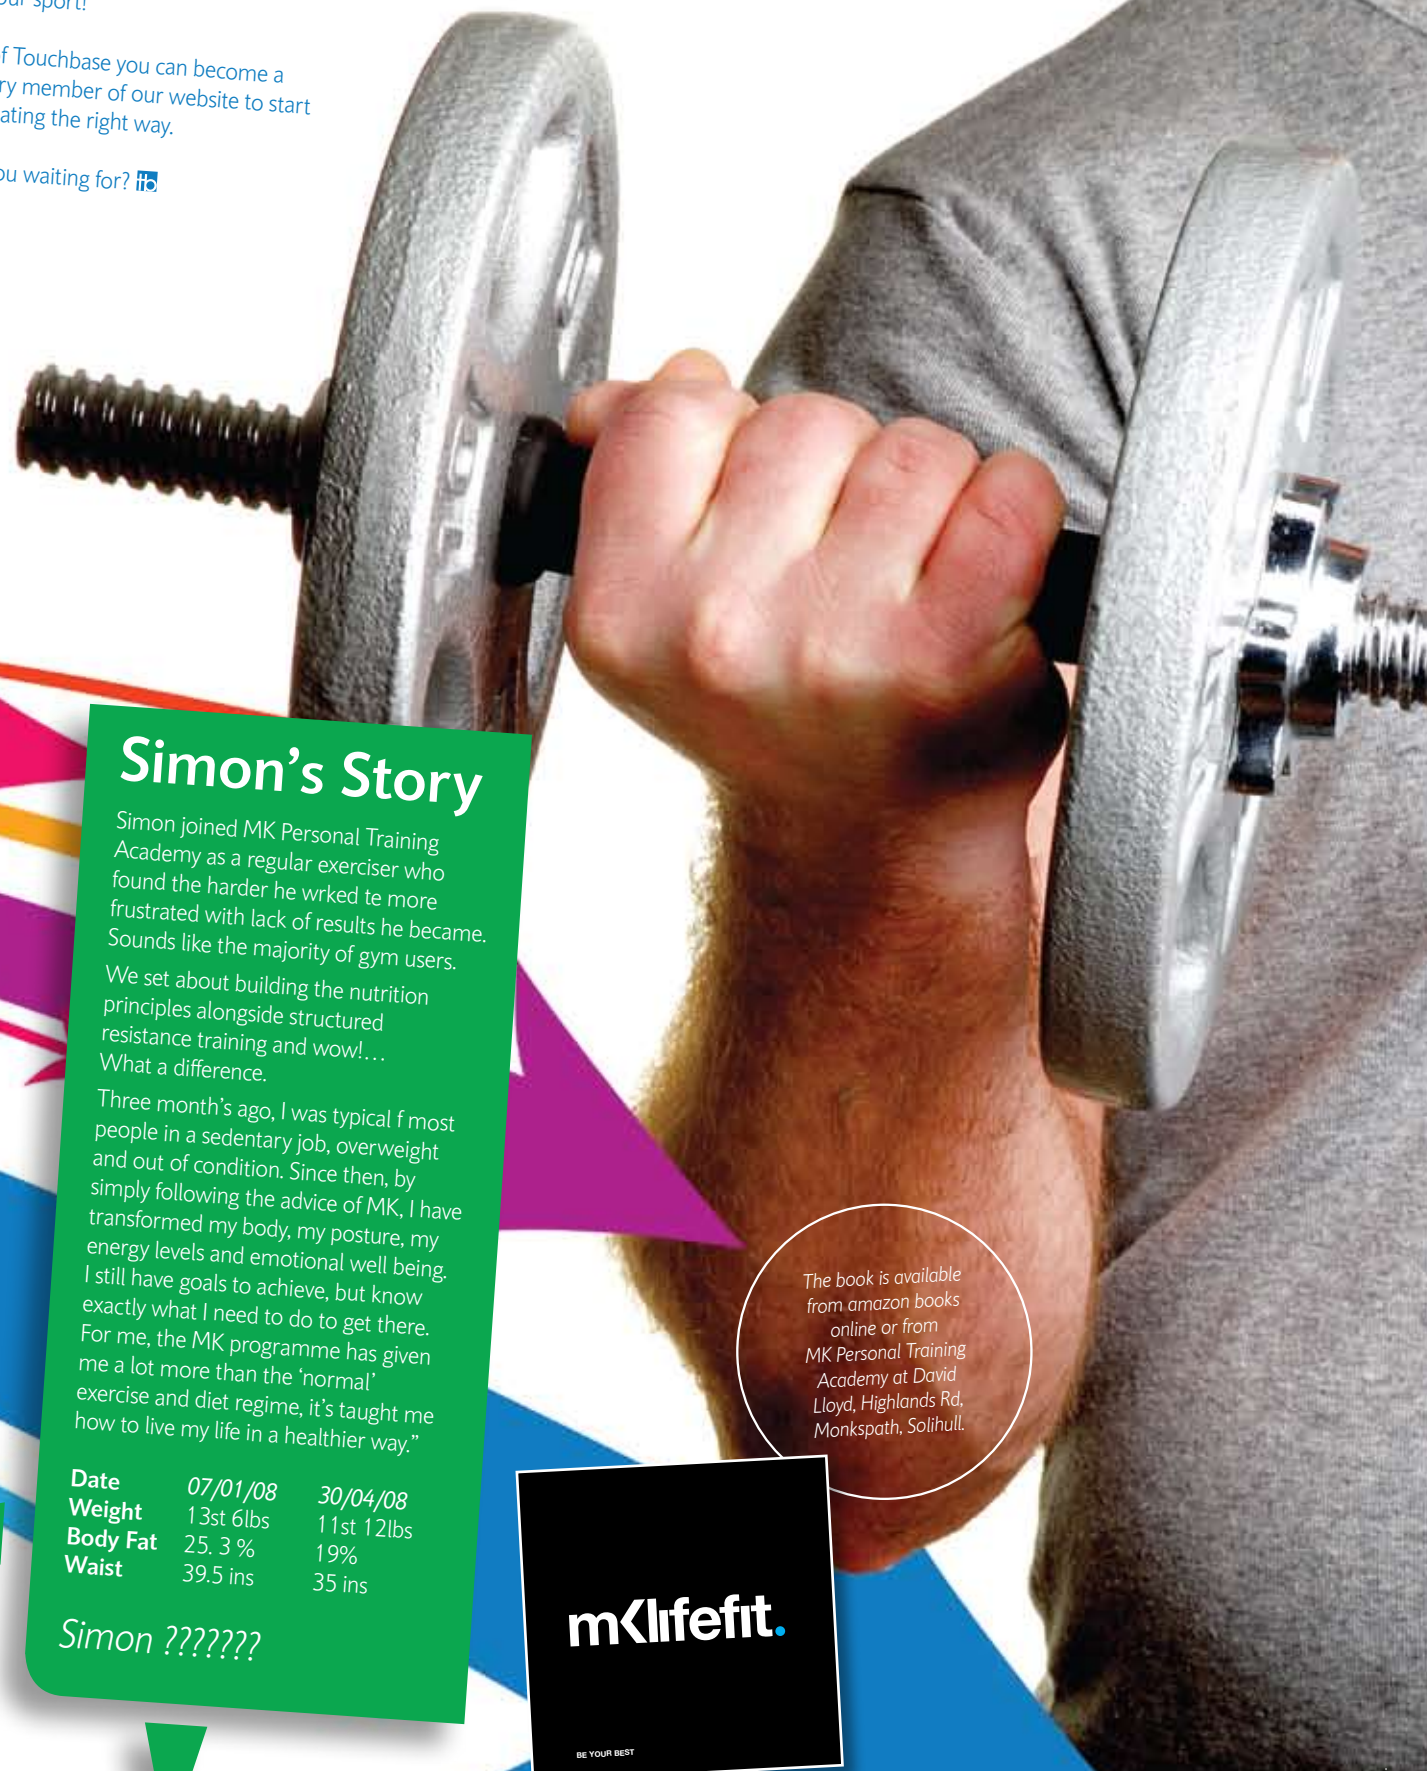 our sport!
of Touchbase you can become a
ry member of our website to start
ating the right way.
ou waiting for? tb
Simon’s Story
Simon joined MK Personal Training
Academy as a regular exerciser who
found the harder he wrked te more
frustrated with lack of results he became.
Sounds like the majority of gym users.
We set about building the nutrition
principles alongside structured
resistance training and wow!…
What a difference.
Three month’s ago, I was typical f most
people in a sedentary job, overweight
and out of condition. Since then, by
simply following the advice of MK, I have
transformed my body, my posture, my
energy levels and emotional well being.
I still have goals to achieve, but know
exactly what I need to do to get there.
For me, the MK programme has given
me a lot more than the ‘normal’
exercise and diet regime, it’s taught me
how to live my life in a healthier way.”
Date 07/01/08 30/04/08
Weight 13st 6lbs 11st 12lbs
Body Fat 25. 3 % 19%
Waist 39.5 ins 35 ins
Simon ???????
The book is available
from amazon books
online or from
MK Personal Training
Academy at David
Lloyd, Highlands Rd,
Monkspath, Solihull.
mklifefit.
BE YOUR BEST